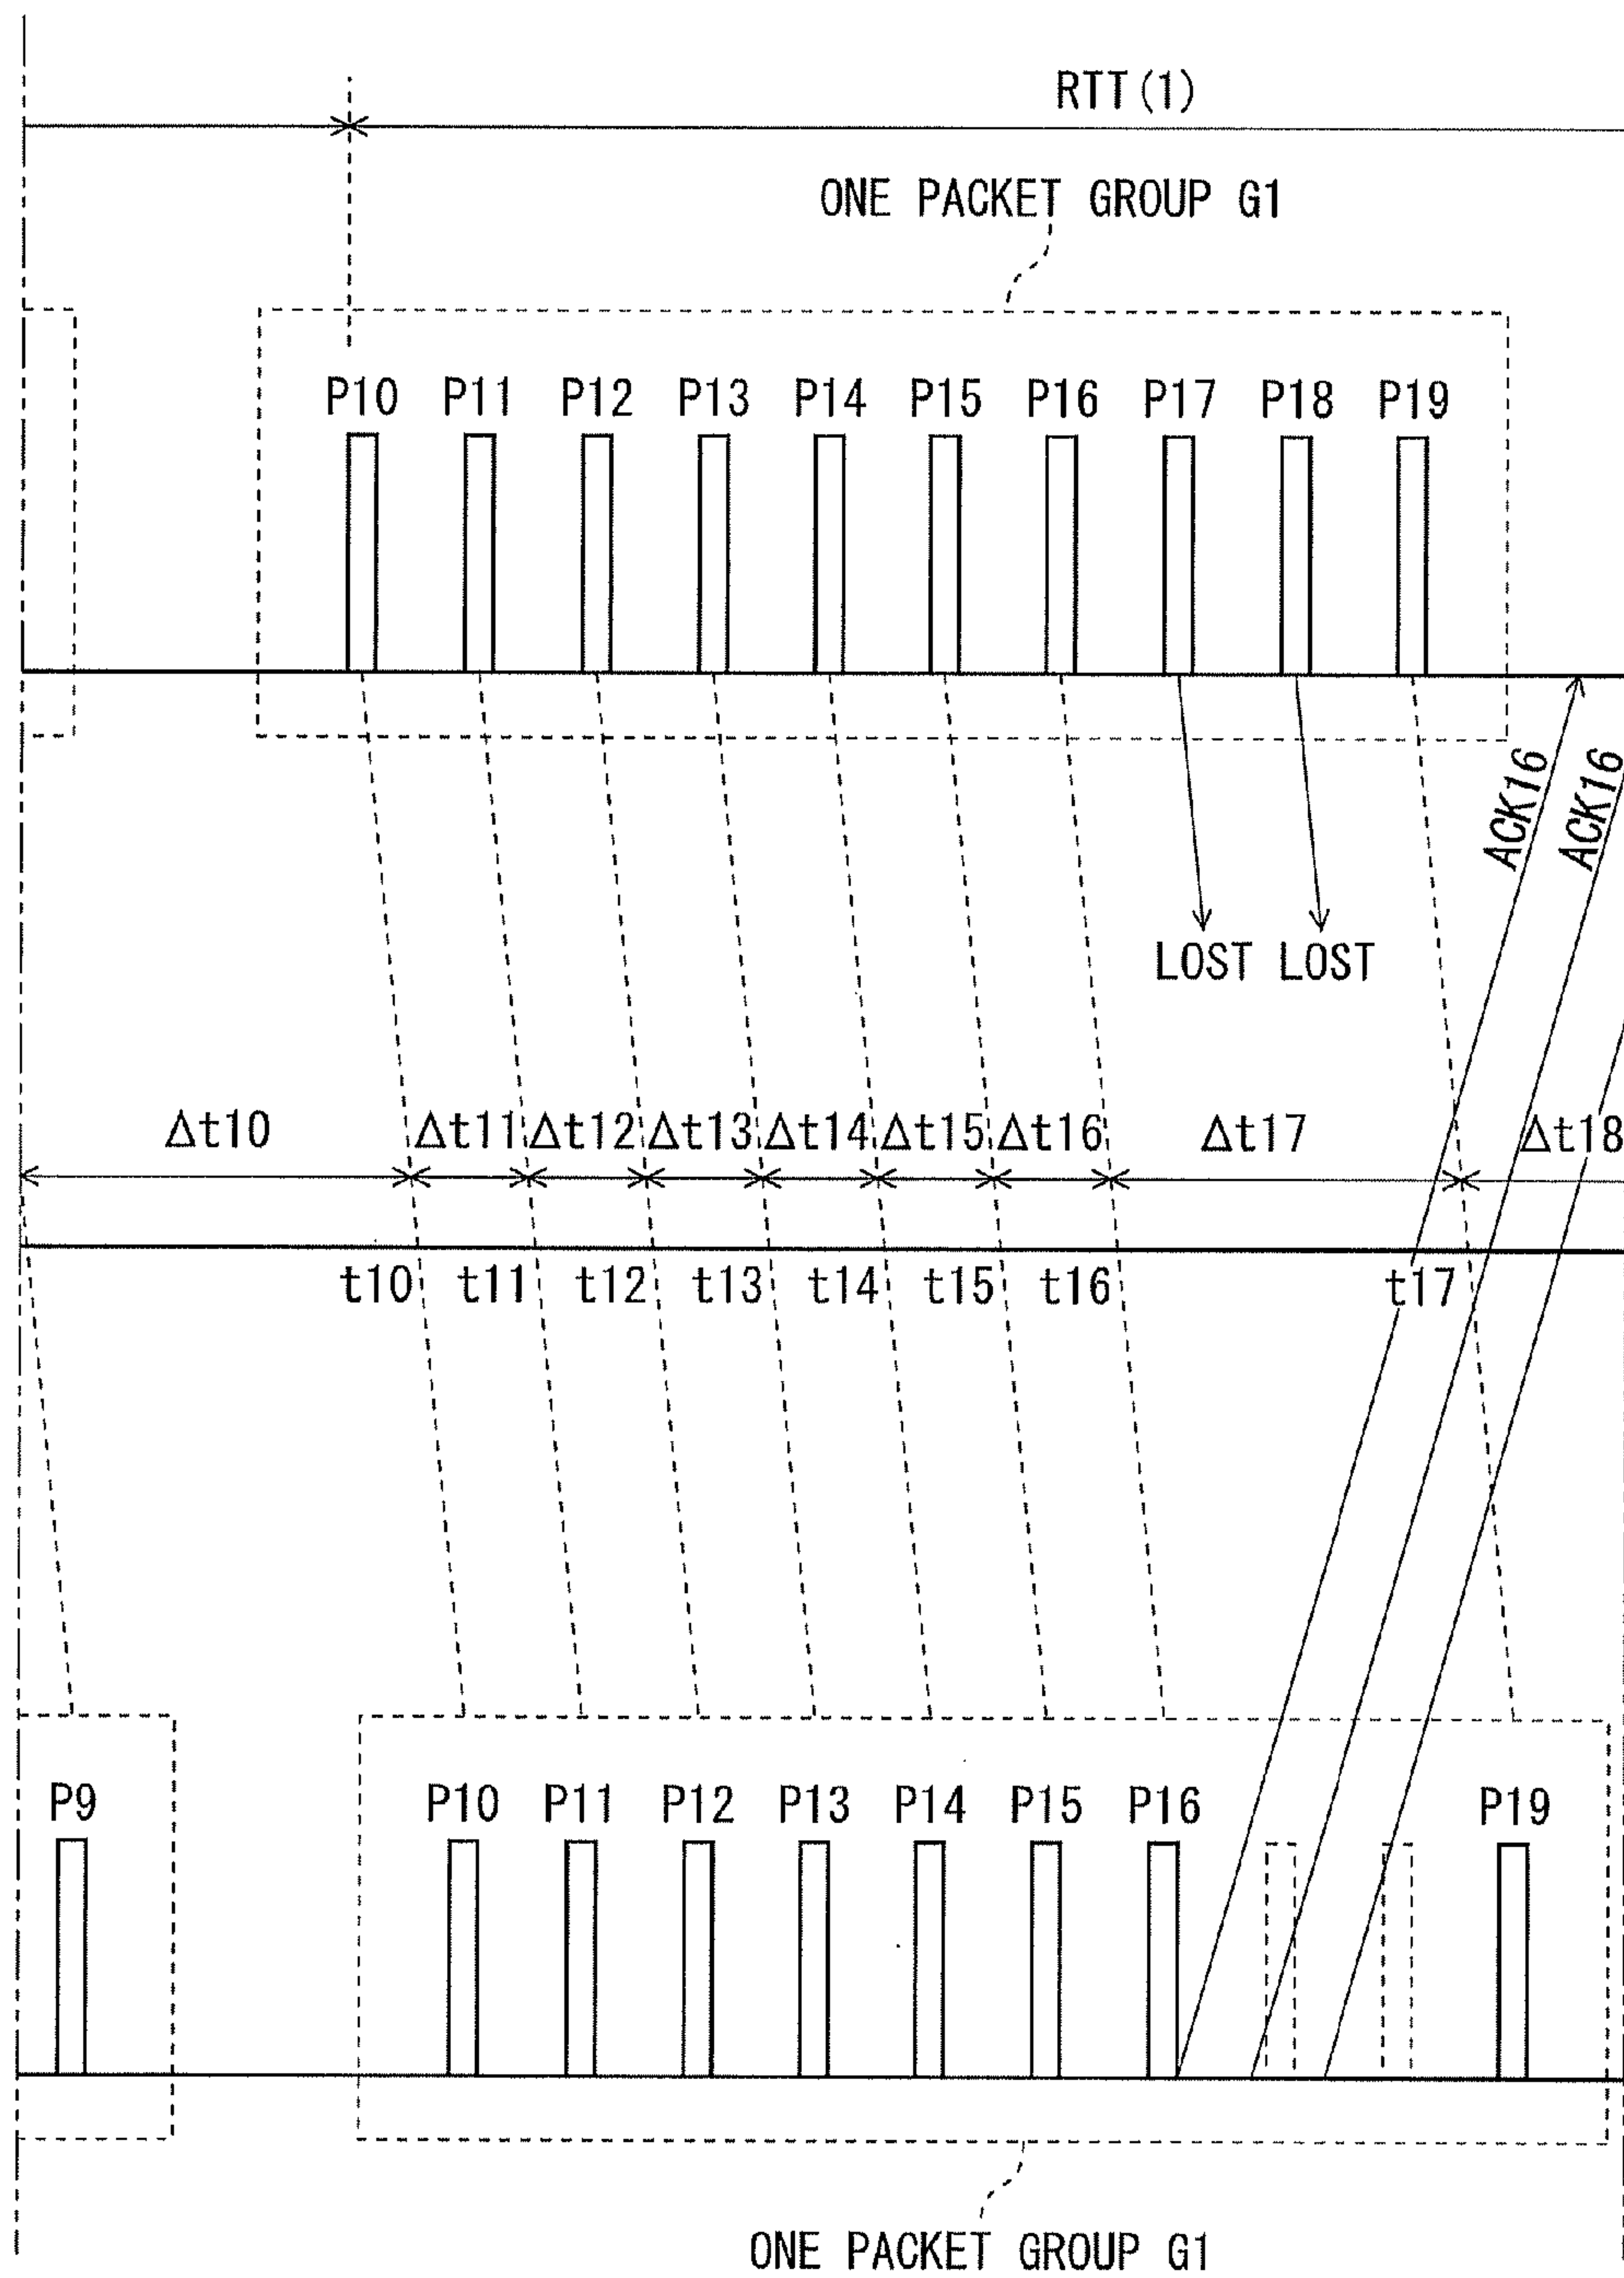 RTT(1)
ONE PACKET GROUP G1
P10 P11 P12 P13 P14 P15 P16 P17 P18 P19
ACK16 ACK16
LOST LOST
Δt10 Δt11 Δt12 Δt13 Δt14 Δt15 Δt16 Δt17 Δt18
t10 t11 t12 t13 t14 t15 t16 t17
P9 P10 P11 P12 P13 P14 P15 P16 P19
ONE PACKET GROUP G1